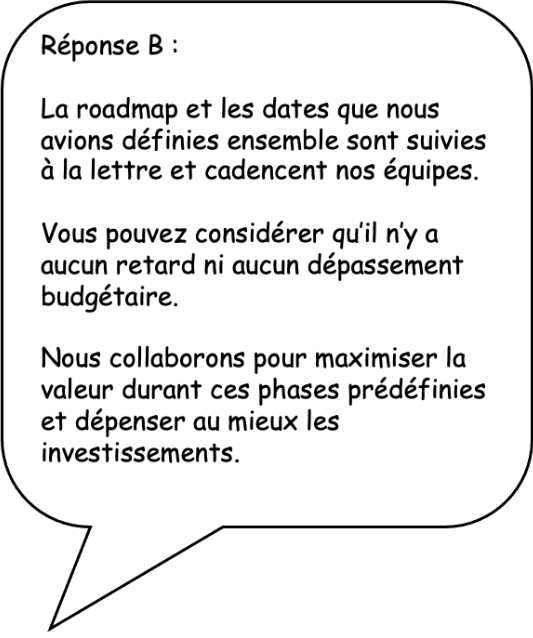 Réponse B :
La roadmap et les dates que nous
avions définies ensemble sont suivies
à la lettre et cadencent nos équipes.
Vous pouvez considérer qu'il n'y a
aucun retard ni aucun dépassement
budgétaire.
Nous collaborons pour maximiser la
valeur durant ces phases prédéfinies
et dépenser au mieux les
investissements.